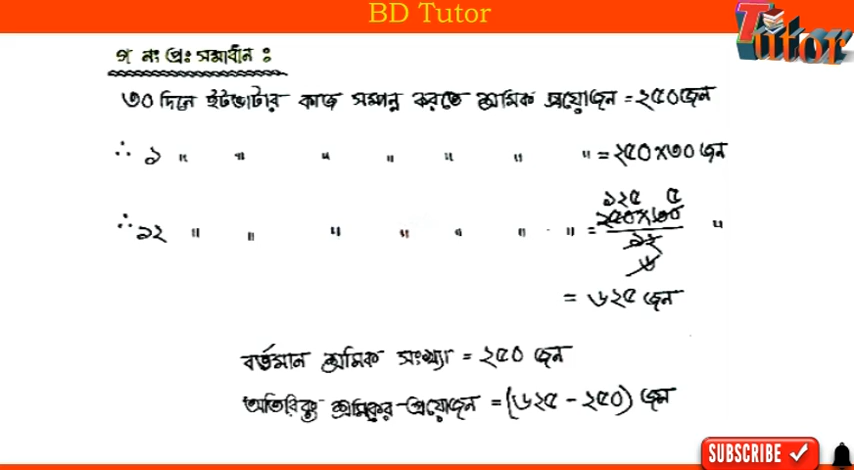 BD Tutor
Tutor
গ নং প্রঃ সমাধান ঃ
৩০ দিনে ইটভাটার কাজ সম্পন্ন করতে শ্রমিক প্রয়োজন = ২৫০ জন
∴ ১ " " " " " " " = ২৫০ x ৩০ জন
১২৫ ৫
∴ ১২ " " " " " " " = ২৫০ x ৩০ "
১২
৬
= ৬২৫ জন
বর্তমান শ্রমিক সংখ্যা = ২৫০ জন
অতিরিক্ত শ্রমিকের প্রয়োজন = (৬২৫ - ২৫০) জন
SUBSCRIBE